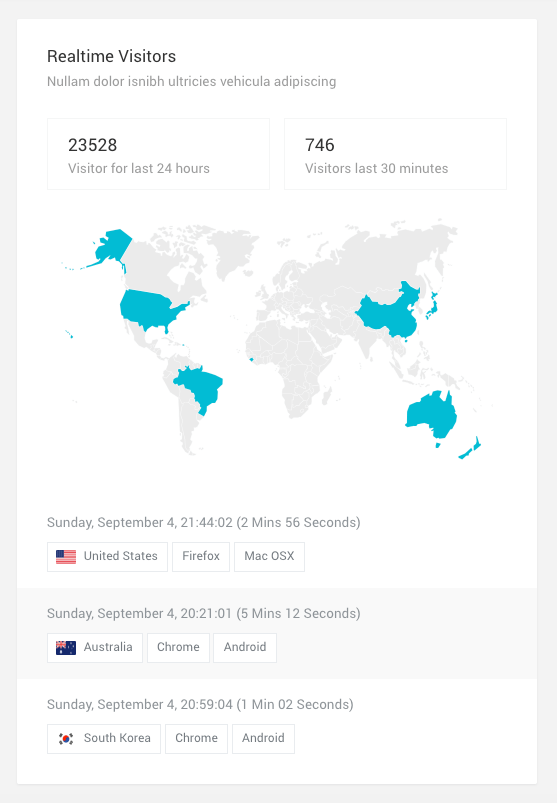 Realtime Visitors
Nullam dolor isnibh ultricies vehicula adipiscing
23528
Visitor for last 24 hours
746
Visitors last 30 minutes
Sunday, September 4, 21:44:02 (2 Mins 56 Seconds)
United States Firefox Mac OSX
Sunday, September 4, 20:21:01 (5 Mins 12 Seconds)
Australia Chrome Android
Sunday, September 4, 20:59:04 (1 Min 02 Seconds)
South Korea Chrome Android